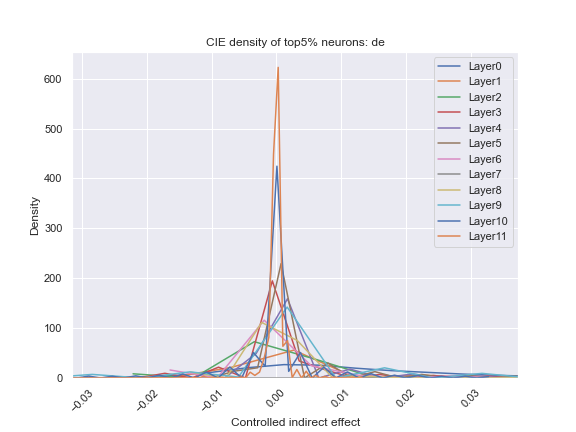 CIE density of top5% neurons: de
600
500
400
300
200
100
0
Density
-0.03
-0.02
-0.01
0.00
0.01
0.02
0.03
Controlled indirect effect
Layer0
Layer1
Layer2
Layer3
Layer4
Layer5
Layer6
Layer7
Layer8
Layer9
Layer10
Layer11